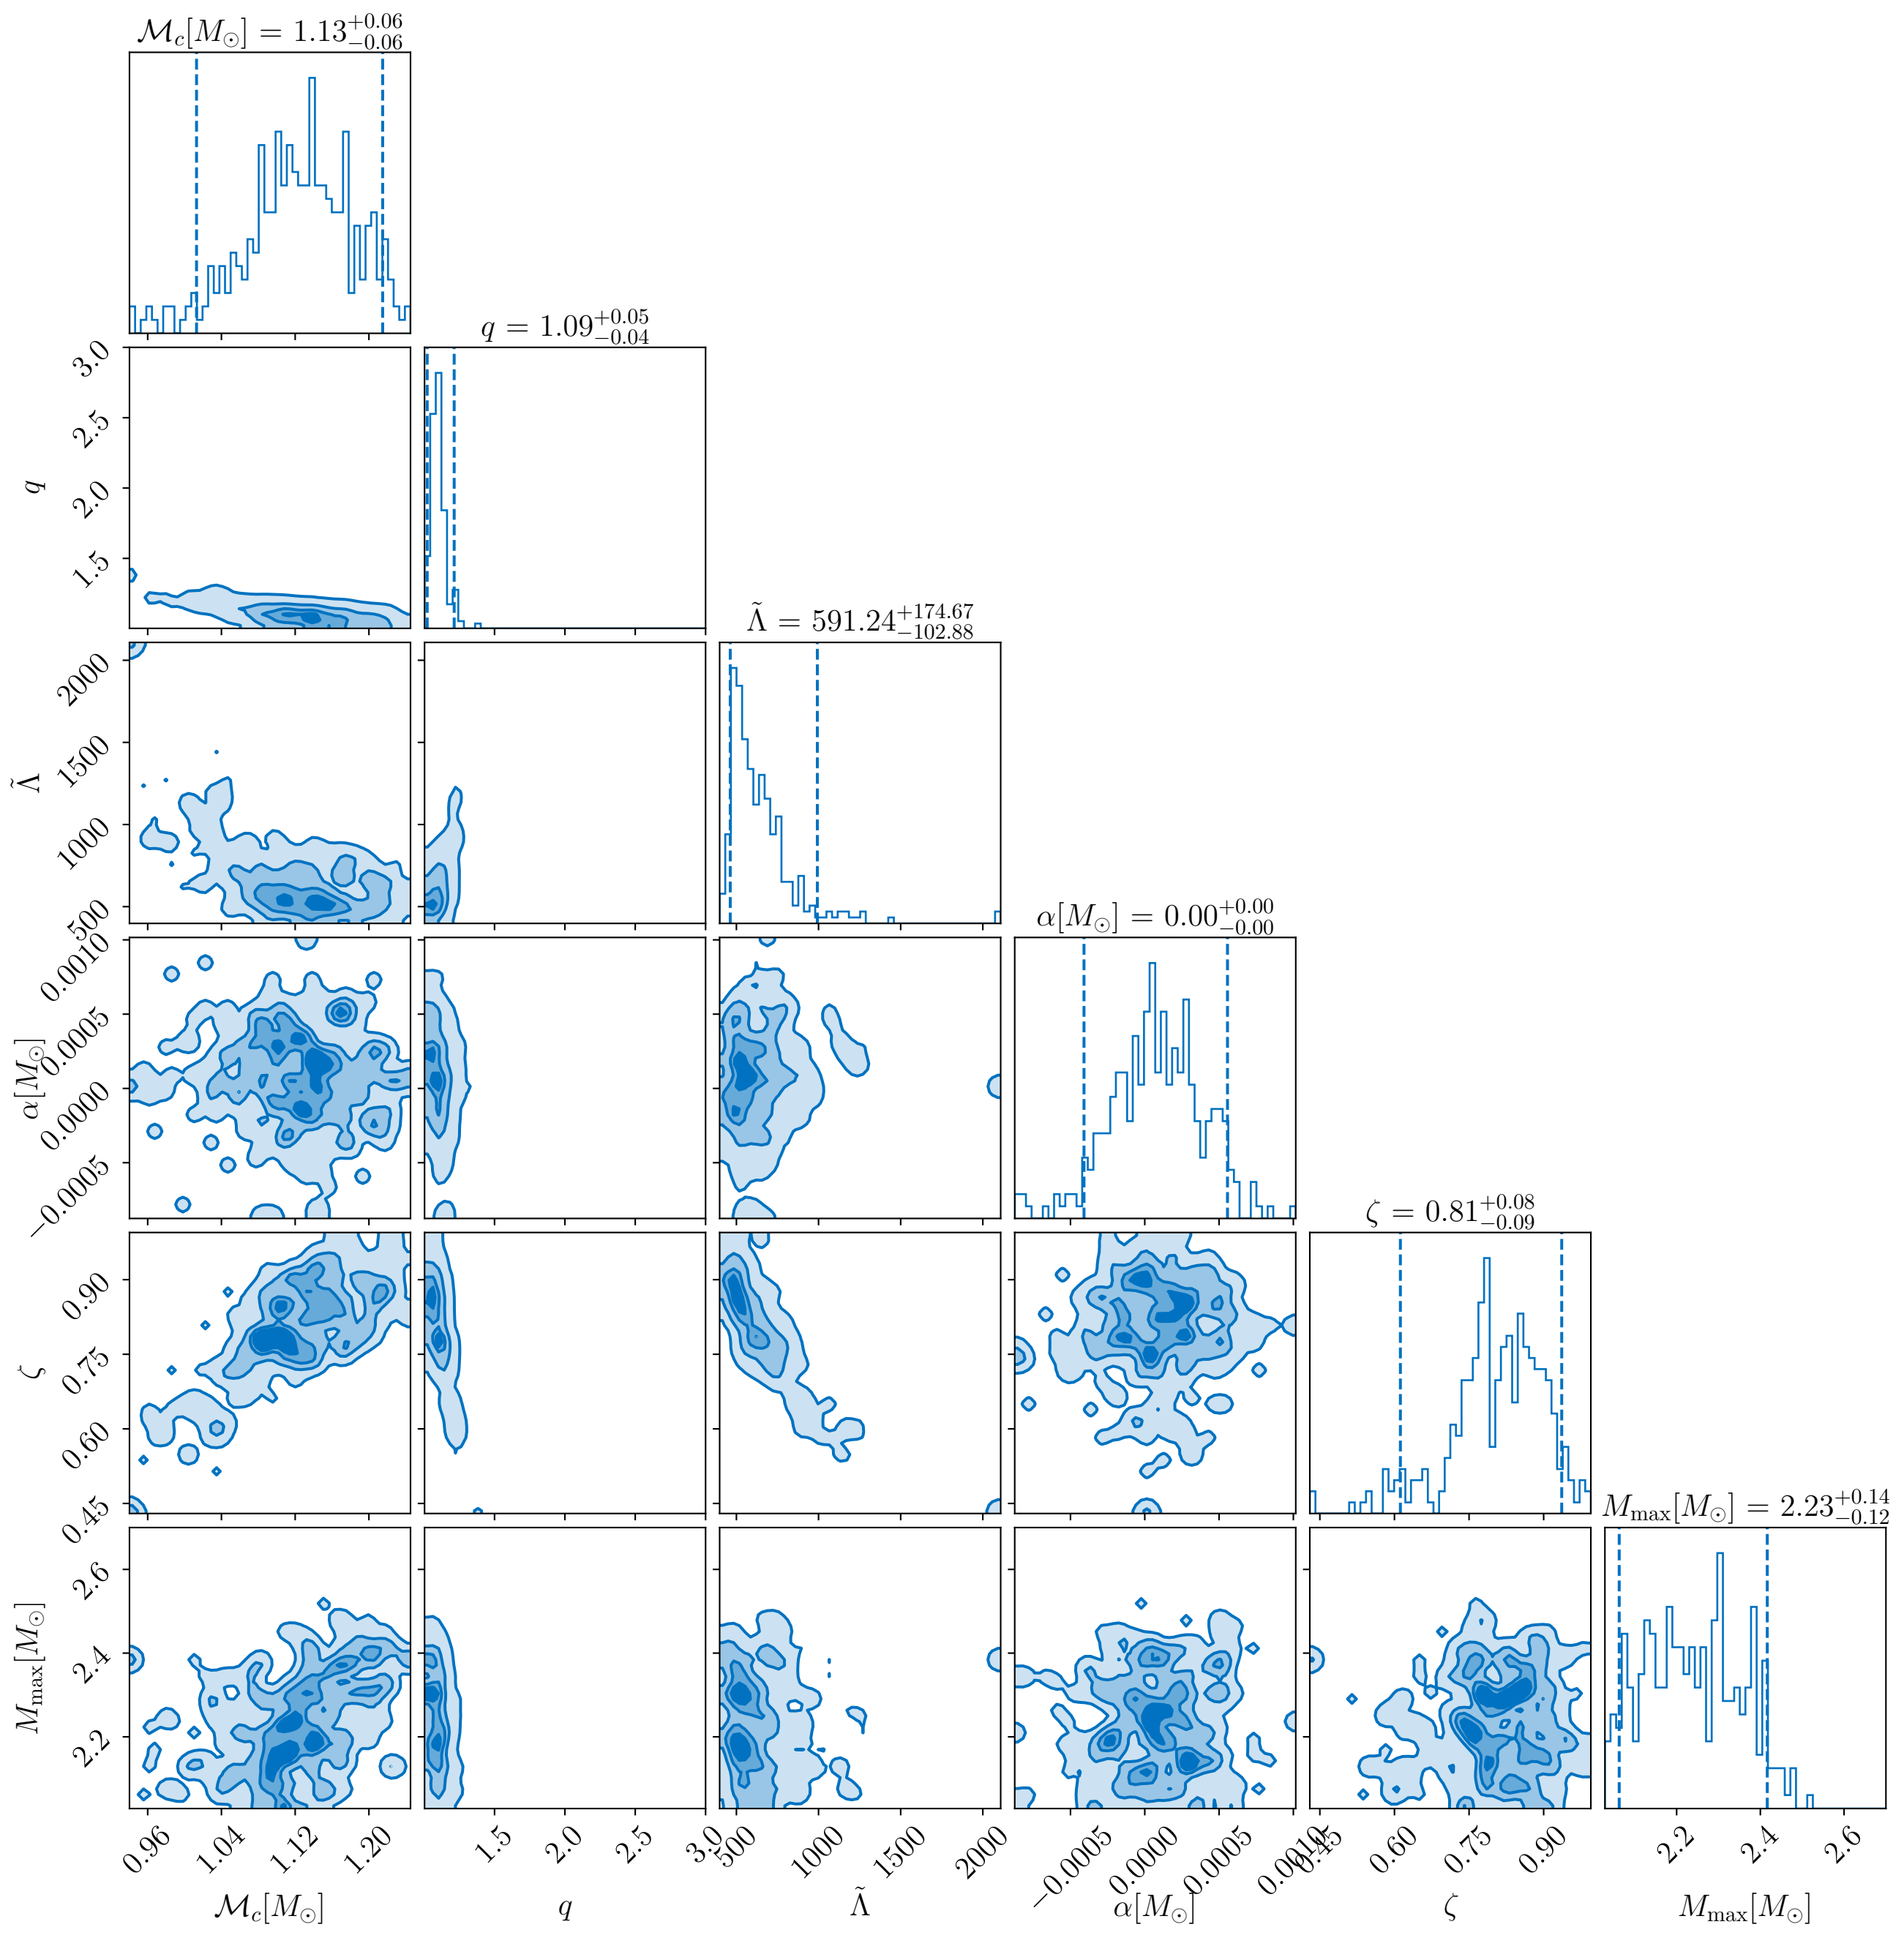 ℳ_c[M_⊙] = 1.13^{+0.06}_{-0.06}
q = 1.09^{+0.05}_{-0.04}
3.0
2.5
2.0
1.5
q
Λ̃ = 591.24^{+174.67}_{-102.88}
2000
1500
1000
500
Λ̃
α[M_⊙] = 0.00^{+0.00}_{-0.00}
0.0010
0.0005
0.0000
−0.0005
α[M_⊙]
ζ = 0.81^{+0.08}_{-0.09}
0.90
0.75
0.60
0.45
ζ
M_max[M_⊙] = 2.23^{+0.14}_{-0.12}
2.6
2.4
2.2
M_max[M_⊙]
0.96 1.04 1.12 1.20 1.5 2.0 2.5 3.0 500 1000 1500 2000 −0.0005 0.0000 0.0005 0.0010 0.45 0.60 0.75 0.90 2.2 2.4 2.6
ℳ_c[M_⊙] q Λ̃ α[M_⊙] ζ M_max[M_⊙]